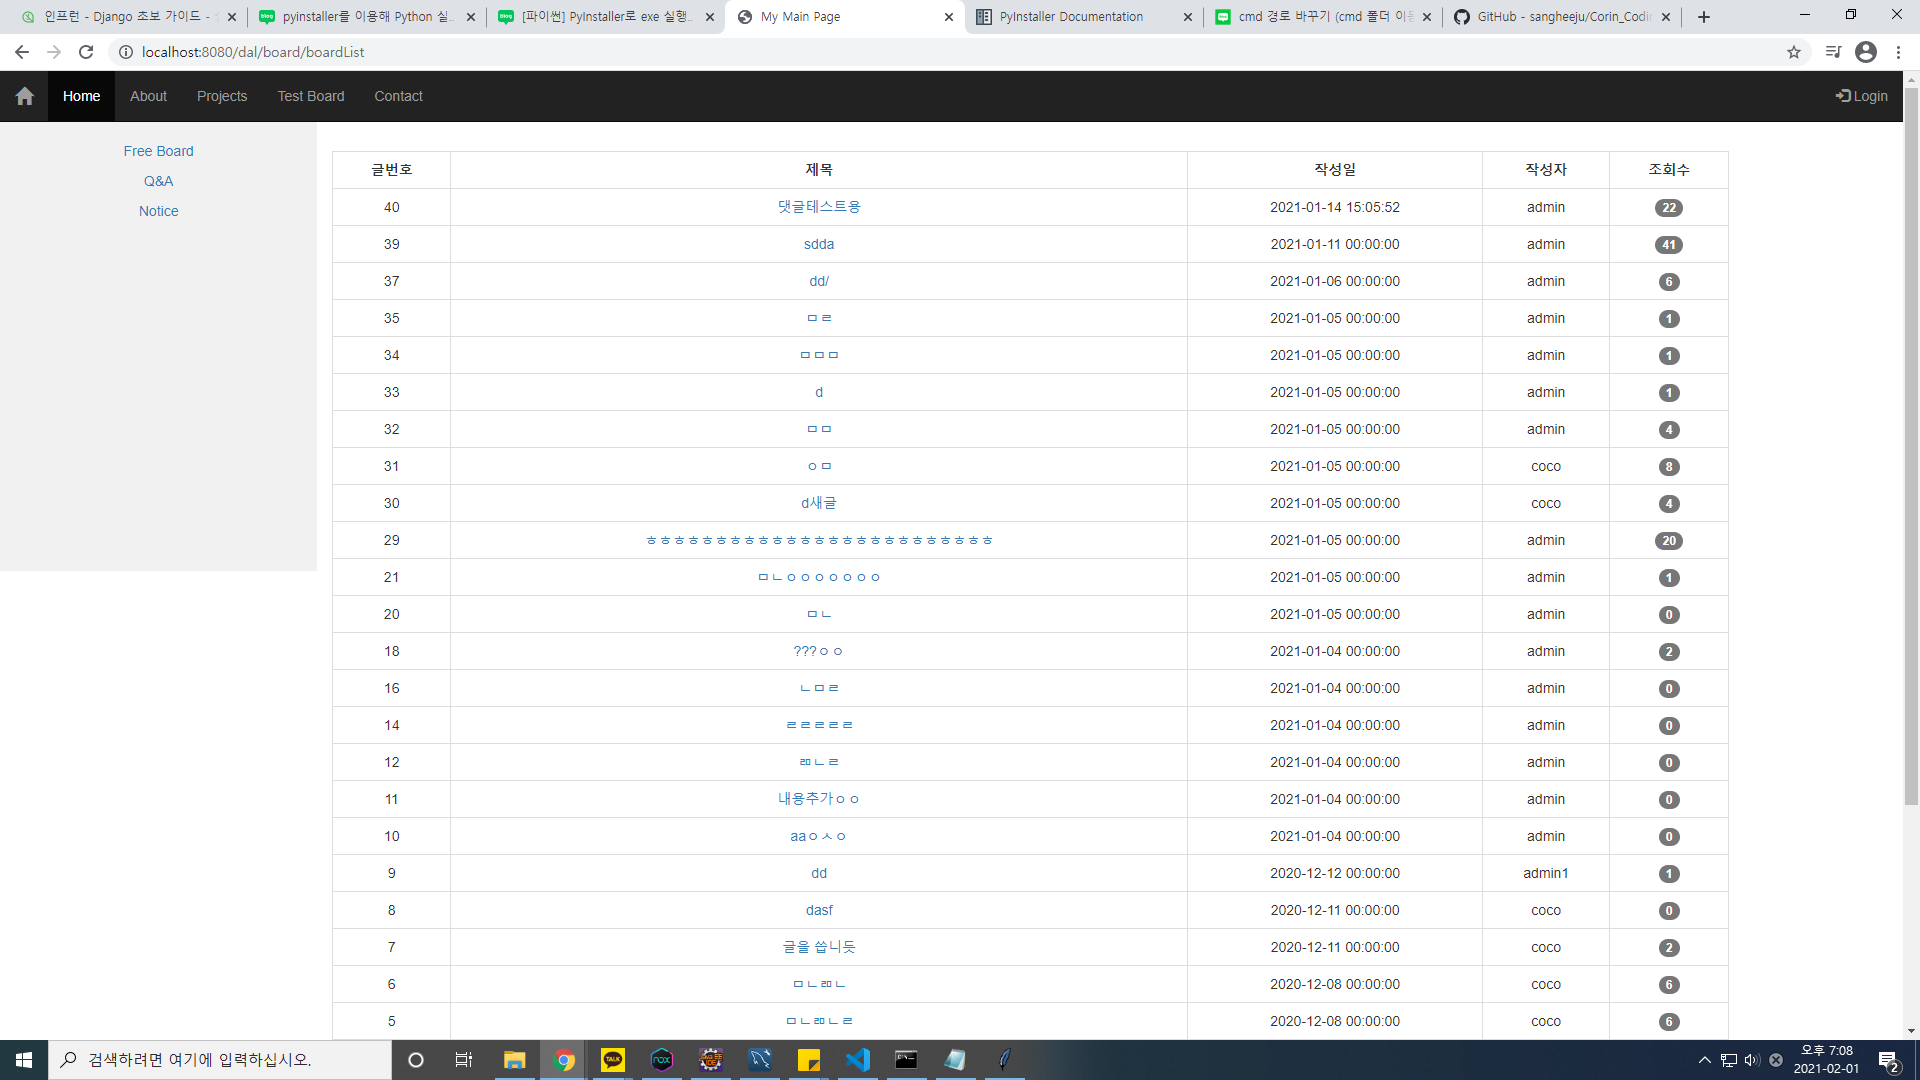 인프런 - Django 초보 가이드 -
pyinstaller를 이용해 Python 실
[파이썬] PyInstaller로 exe 실행
My Main Page
PyInstaller Documentation
cmd 경로 바꾸기 (cmd 폴더 이동
GitHub - sangheeju/Corin_Codin
localhost:8080/dal/board/boardList
Home About Projects Test Board Contact Login
Free Board
Q&A
Notice
글번호 제목 작성일 작성자 조회수
40 댓글테스트용 2021-01-14 15:05:52 admin 22
39 sdda 2021-01-11 00:00:00 admin 41
37 dd/ 2021-01-06 00:00:00 admin 6
35 ㅁㄹ 2021-01-05 00:00:00 admin 1
34 ㅁㅁㅁ 2021-01-05 00:00:00 admin 1
33 d 2021-01-05 00:00:00 admin 1
32 ㅁㅁ 2021-01-05 00:00:00 admin 4
31 ㅇㅁ 2021-01-05 00:00:00 coco 8
30 d새글 2021-01-05 00:00:00 coco 4
29 ㅎㅎㅎㅎㅎㅎㅎㅎㅎㅎㅎㅎㅎㅎㅎㅎㅎㅎㅎㅎㅎㅎㅎㅎㅎ 2021-01-05 00:00:00 admin 20
21 ㅁㄴㅇㅇㅇㅇㅇㅇㅇ 2021-01-05 00:00:00 admin 1
20 ㅁㄴ 2021-01-05 00:00:00 admin 0
18 ???ㅇㅇ 2021-01-04 00:00:00 admin 2
16 ㄴㅁㄹ 2021-01-04 00:00:00 admin 0
14 ㄹㄹㄹㄹㄹ 2021-01-04 00:00:00 admin 0
12 ㄻㄴㄹ 2021-01-04 00:00:00 admin 0
11 내용추가ㅇㅇ 2021-01-04 00:00:00 admin 0
10 aaㅇㅅㅇ 2021-01-04 00:00:00 admin 0
9 dd 2020-12-12 00:00:00 admin1 1
8 dasf 2020-12-11 00:00:00 coco 0
7 글을 씁니듯 2020-12-11 00:00:00 coco 2
6 ㅁㄴㄻㄴ 2020-12-08 00:00:00 coco 6
5 ㅁㄴㄻㄴㄹ 2020-12-08 00:00:00 coco 6
검색하려면 여기에 입력하십시오.
TALK
nox
Java EE
IDE
오후 7:08
2021-02-01
2